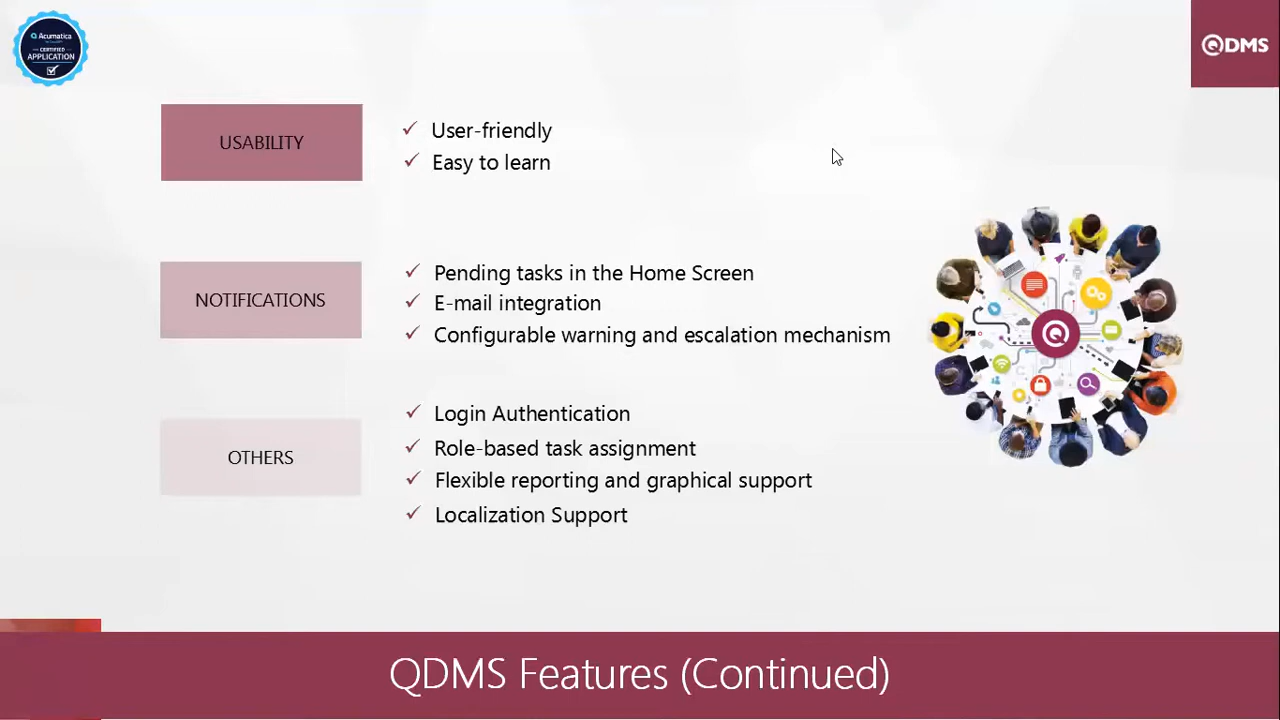 Acumatica
CERTIFIED
APPLICATION
QDMS
USABILITY
User-friendly
Easy to learn
NOTIFICATIONS
Pending tasks in the Home Screen
E-mail integration
Configurable warning and escalation mechanism
OTHERS
Login Authentication
Role-based task assignment
Flexible reporting and graphical support
Localization Support
Q
QDMS Features (Continued)